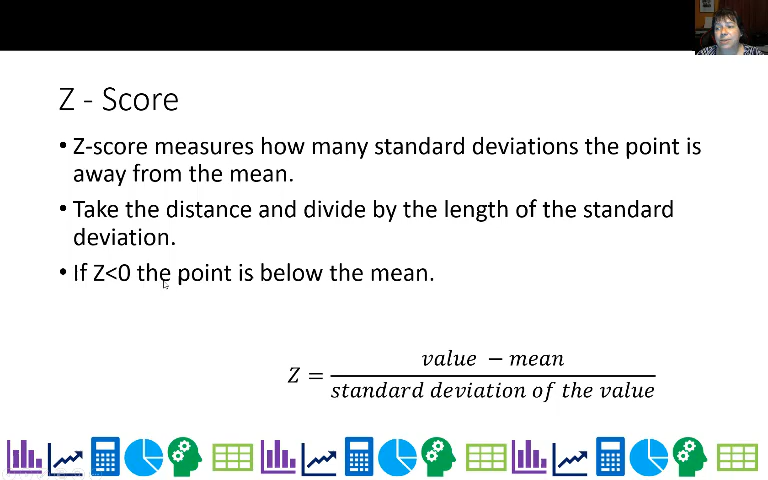 Z - Score
• Z-score measures how many standard deviations the point is
away from the mean.
• Take the distance and divide by the length of the standard
deviation.
• If Z<0 the point is below the mean.
Z = value − mean
standard deviation of the value